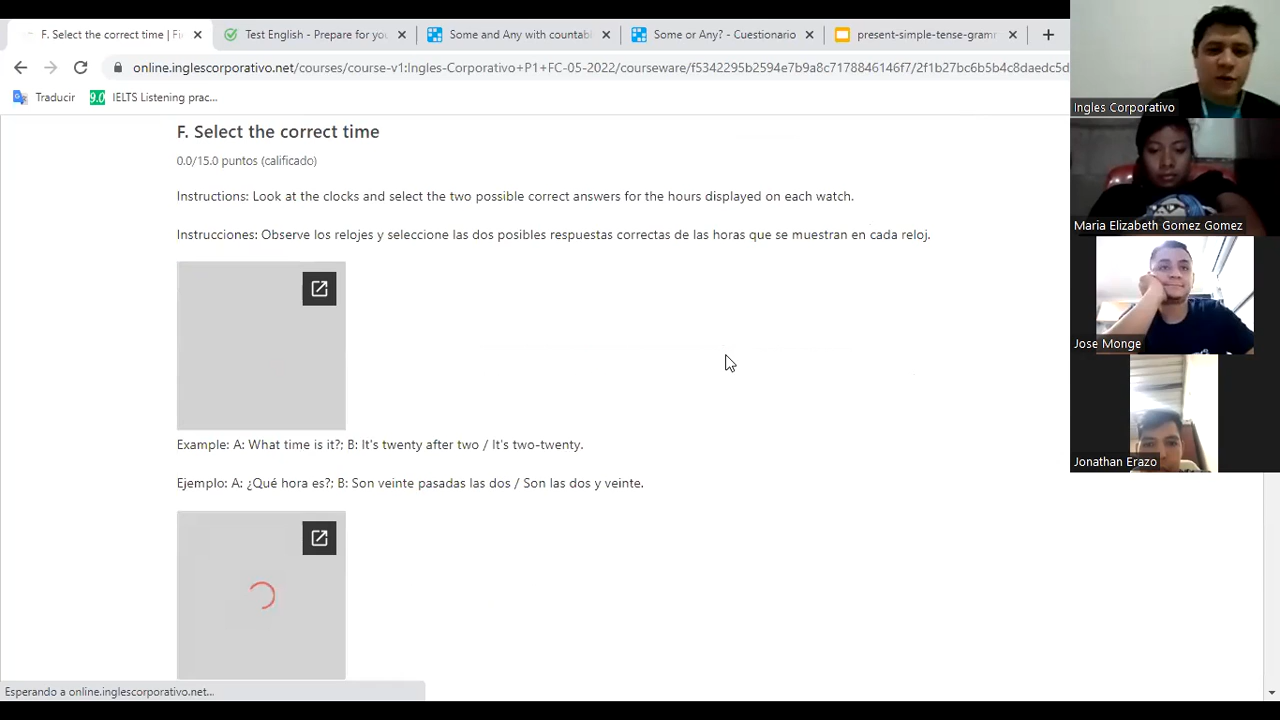 F. Select the correct time | Fi
Test English - Prepare for you
Some and Any with countabl
Some or Any? - Cuestionario
present-simple-tense-gramm
online.inglescorporativo.net/courses/course-v1:Ingles-Corporativo+P1+FC-05-2022/courseware/f5342295b2594e7b9a8c7178846146f7/2f1b27bc6b5b4c8daedc5d
Traducir
9.0 IELTS Listening prac...
F. Select the correct time
0.0/15.0 puntos (calificado)
Instructions: Look at the clocks and select the two possible correct answers for the hours displayed on each watch.
Instrucciones: Observe los relojes y seleccione las dos posibles respuestas correctas de las horas que se muestran en cada reloj.
Example: A: What time is it?; B: It's twenty after two / It's two-twenty.
Ejemplo: A: ¿Qué hora es?; B: Son veinte pasadas las dos / Son las dos y veinte.
Esperando a online.inglescorporativo.net...
Ingles Corporativo
Maria Elizabeth Gomez Gomez
Jose Monge
Jonathan Erazo